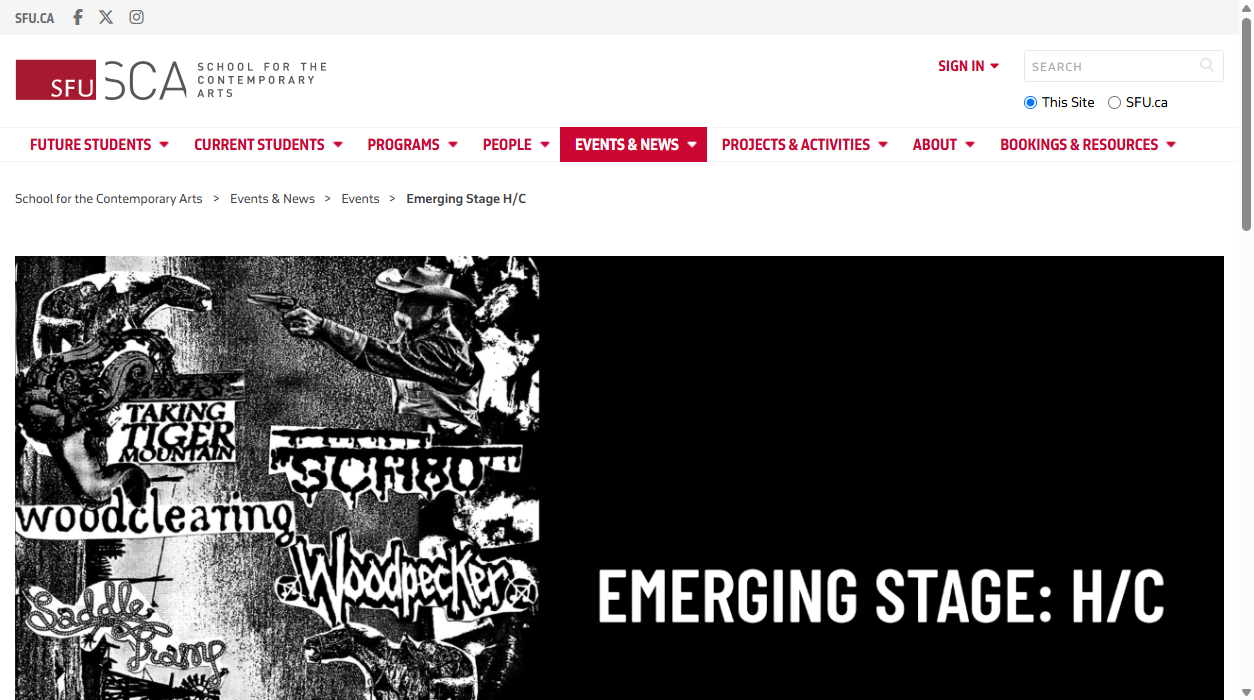 SFU.CA
SFU SCA SCHOOL FOR THE
CONTEMPORARY
ARTS
SIGN IN
SEARCH
This Site SFU.ca
FUTURE STUDENTS CURRENT STUDENTS PROGRAMS PEOPLE EVENTS & NEWS PROJECTS & ACTIVITIES ABOUT BOOKINGS & RESOURCES
School for the Contemporary Arts > Events & News > Events > Emerging Stage H/C
TAKING
TIGER
MOUNTAIN
woodclearing
Woodpecker
Saddle
Tramp
EMERGING STAGE: H/C